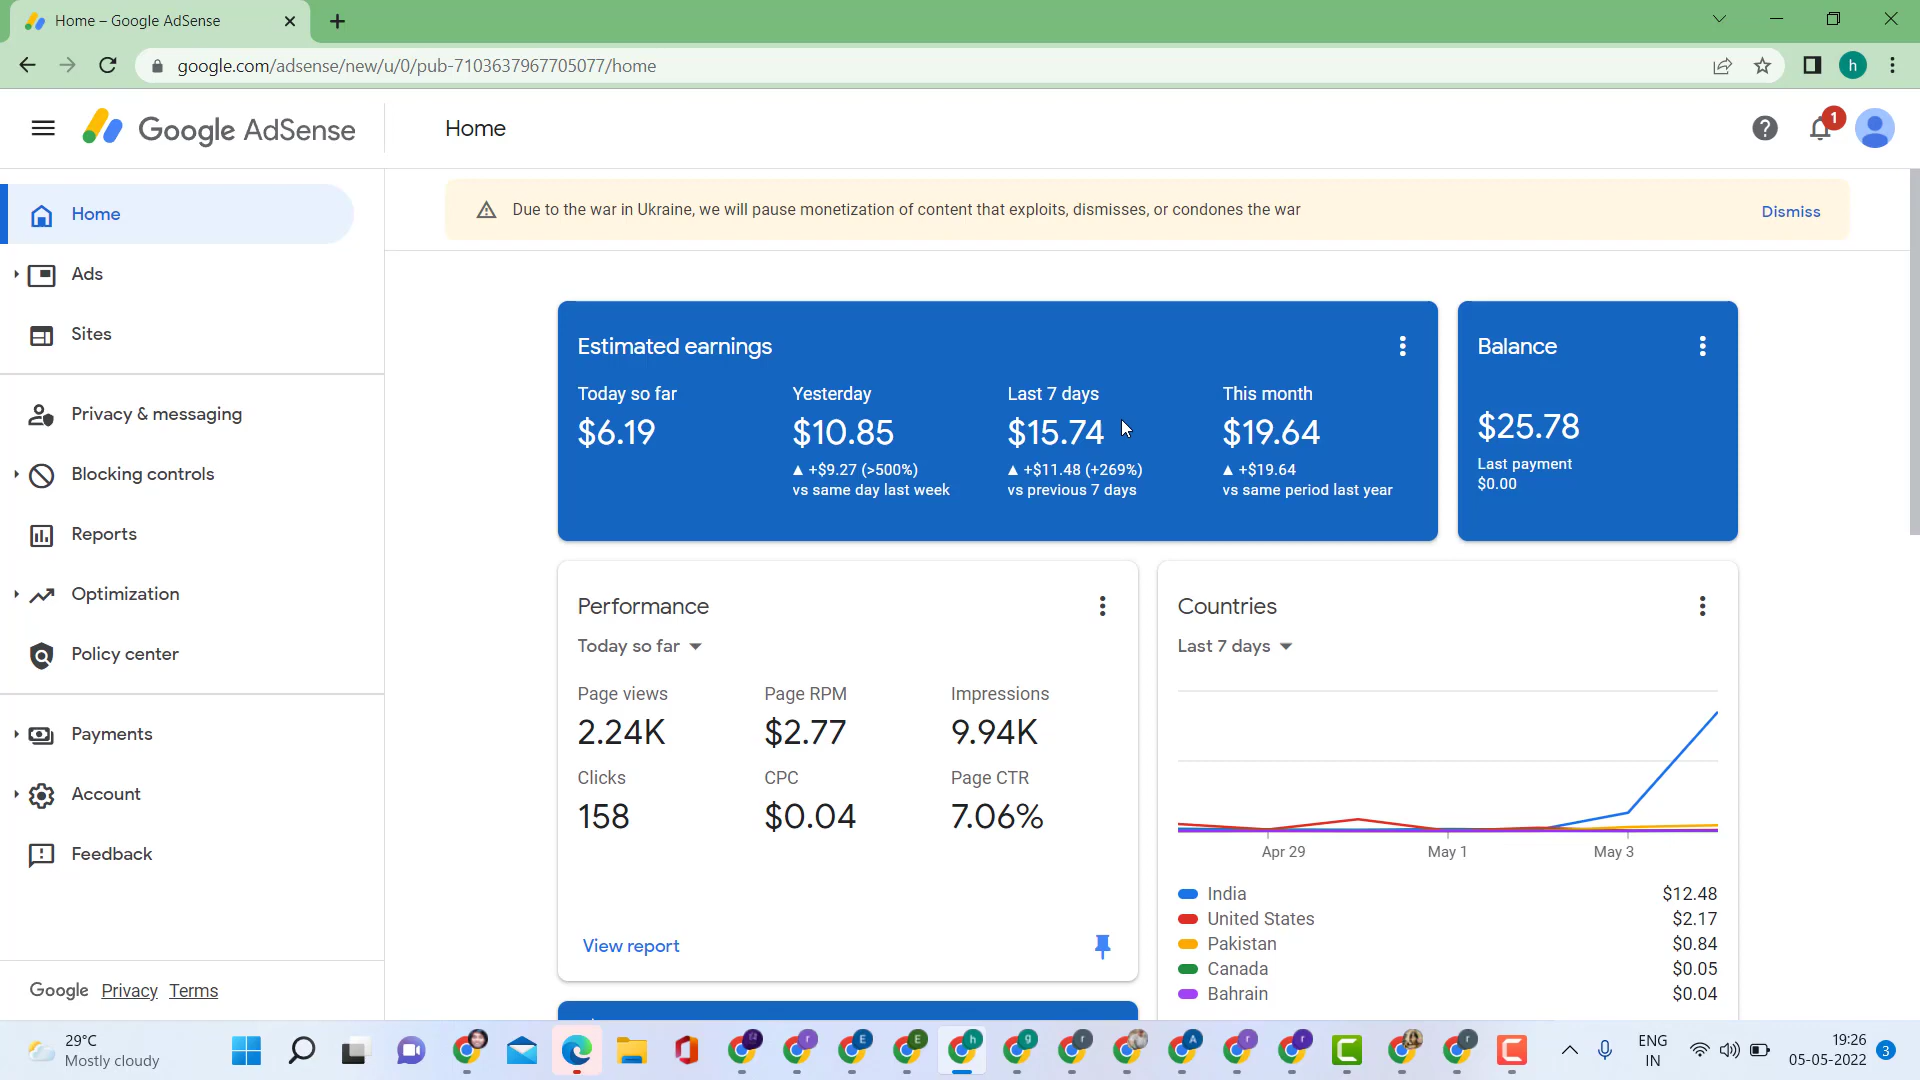 Home – Google AdSense
google.com/adsense/new/u/0/pub-7103637967705077/home
h
Google AdSense
Home
1
Due to the war in Ukraine, we will pause monetization of content that exploits, dismisses, or condones the war
Dismiss
Home
Ads
Sites
Privacy & messaging
Blocking controls
Reports
Optimization
Policy center
Payments
Account
Feedback
Google Privacy Terms
Estimated earnings
Today so far
$6.19
Yesterday
$10.85
+$9.27 (>500%)
vs same day last week
Last 7 days
$15.74
+$11.48 (+269%)
vs previous 7 days
This month
$19.64
+$19.64
vs same period last year
Balance
$25.78
Last payment
$0.00
Performance
Today so far
Page views
2.24K
Page RPM
$2.77
Impressions
9.94K
Clicks
158
CPC
$0.04
Page CTR
7.06%
View report
Countries
Last 7 days
Apr 29
May 1
May 3
India $12.48
United States $2.17
Pakistan $0.84
Canada $0.05
Bahrain $0.04
29°C
Mostly cloudy
r
E
E
h
g
r
A
r
r
r
ENG
IN
19:26
05-05-2022
3